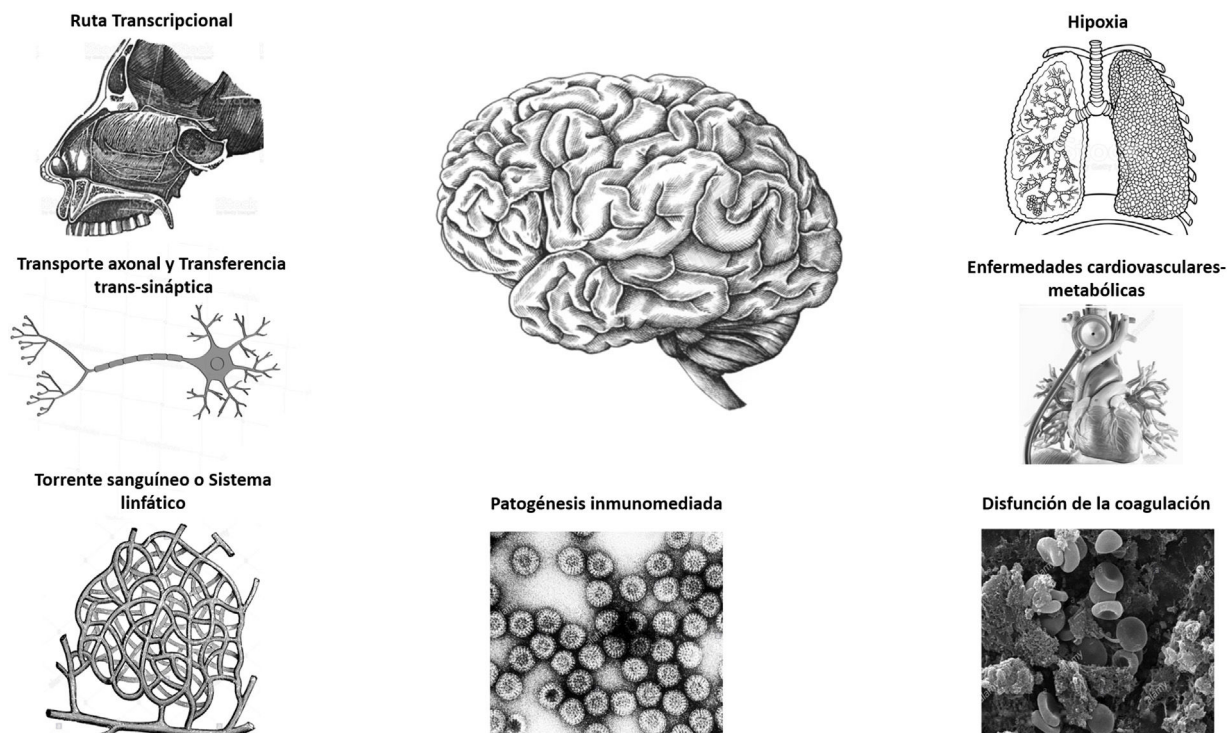 Ruta Transcripcional
Hipoxia
Transporte axonal y Transferencia
trans-sináptica
Enfermedades cardiovasculares-
metabólicas
Torrente sanguíneo o Sistema
linfático
Patogénesis inmunomediada
Disfunción de la coagulación